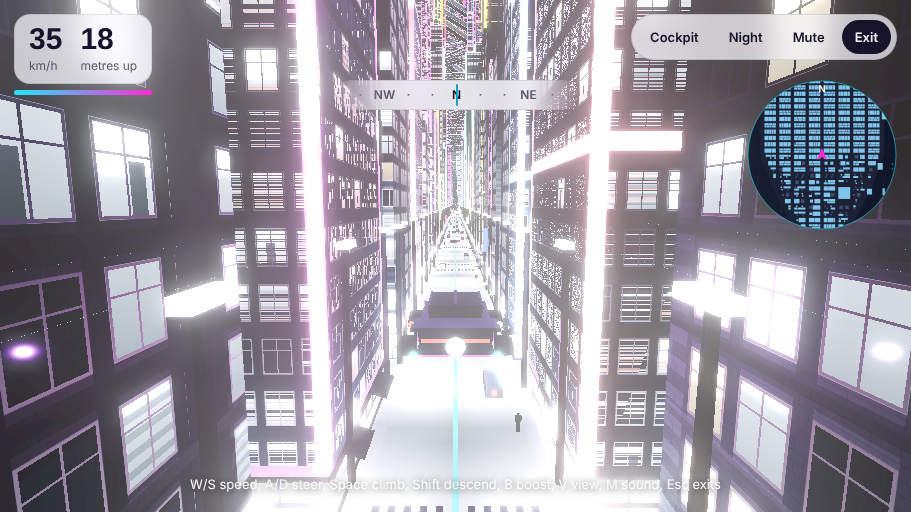 35 18
km/h metres up
Cockpit Night Mute Exit
NW · N · · NE
N
W/S speed, A/D steer, Space climb, Shift descend, B boost, V view, M sound, Esc exits